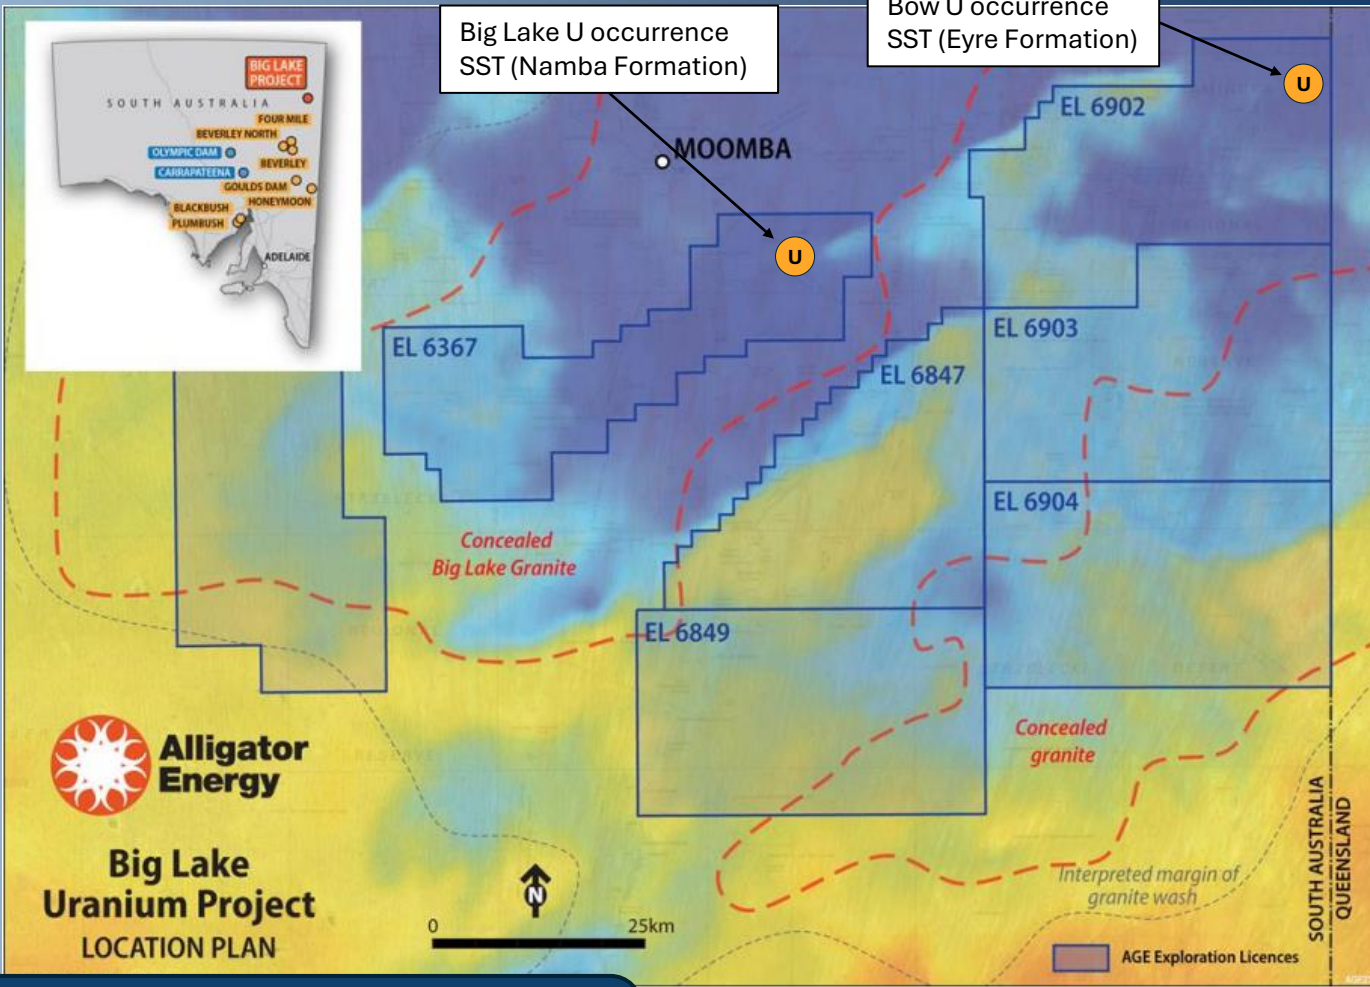 Big Lake U occurrence
SST (Namba Formation)
Bow U occurrence
SST (Eyre Formation)
BIG LAKE
PROJECT
SOUTH AUSTRALIA
FOUR MILE
BEVERLEY NORTH
OLYMPIC DAM
BEVERLEY
CARRAPATEENA
GOULDS DAM
HONEYMOON
BLACKBUSH
PLUMBUSH
ADELAIDE
MOOMBA
U
U
EL 6902
EL 6367
EL 6903
EL 6847
EL 6904
Concealed
Big Lake Granite
EL 6849
Concealed
granite
Alligator
Energy
Big Lake
Uranium Project
LOCATION PLAN
N
0 25km
Interpreted margin of
granite wash
SOUTH AUSTRALIA
QUEENSLAND
AGE Exploration Licences